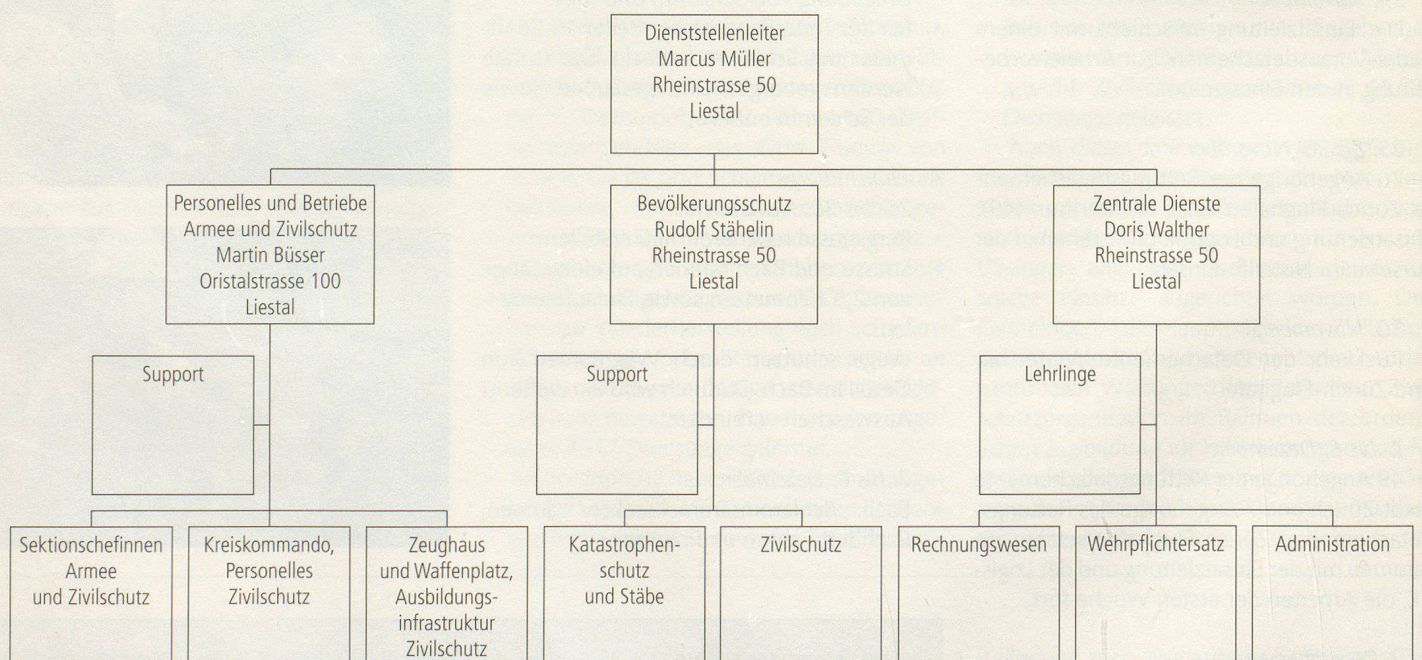 Dienststellenleiter
Marcus Müller
Rheinstrasse 50
Liestal
Personelles und Betriebe
Armee und Zivilschutz
Martin Büsser
Oristalstrasse 100
Liestal
Bevölkerungsschutz
Rudolf Stähelin
Rheinstrasse 50
Liestal
Zentrale Dienste
Doris Walther
Rheinstrasse 50
Liestal
Support
Support
Lehrlinge
Sektionschefinnen
Armee
und Zivilschutz
Kreiskommando,
Personelles
Zivilschutz
Zeughaus
und Waffenplatz,
Ausbildungs-
infrastruktur
Zivilschutz
Katastrophen-
schutz
und Stäbe
Zivilschutz
Rechnungswesen
Wehrpflichtersatz
Administration